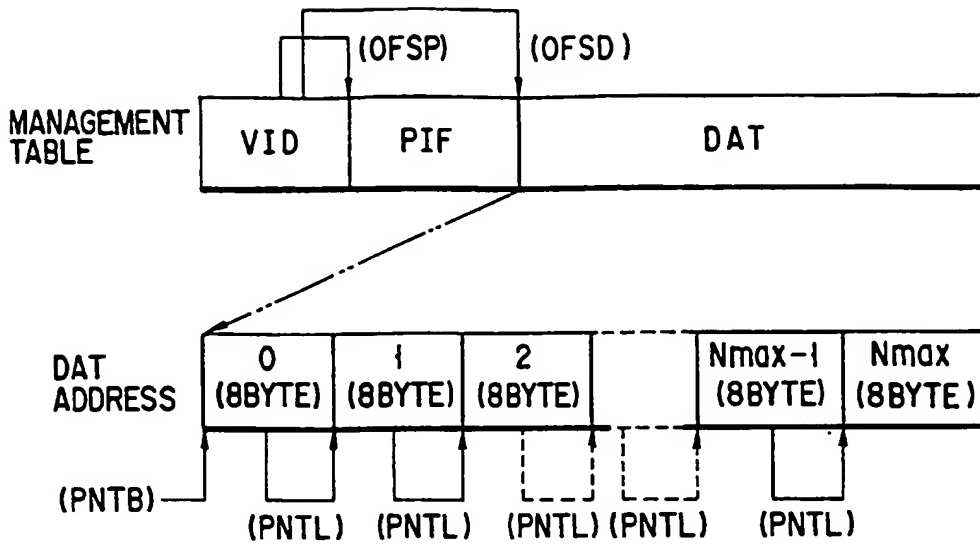 (OFSP)
(OFSD)
MANAGEMENT
TABLE
VID
PIF
DAT
DAT
ADDRESS
0
(8BYTE)
1
(8BYTE)
2
(8BYTE)
Nmax-1
(8BYTE)
Nmax
(8BYTE)
(PNTB)
(PNTL)
(PNTL)
(PNTL)
(PNTL)
(PNTL)